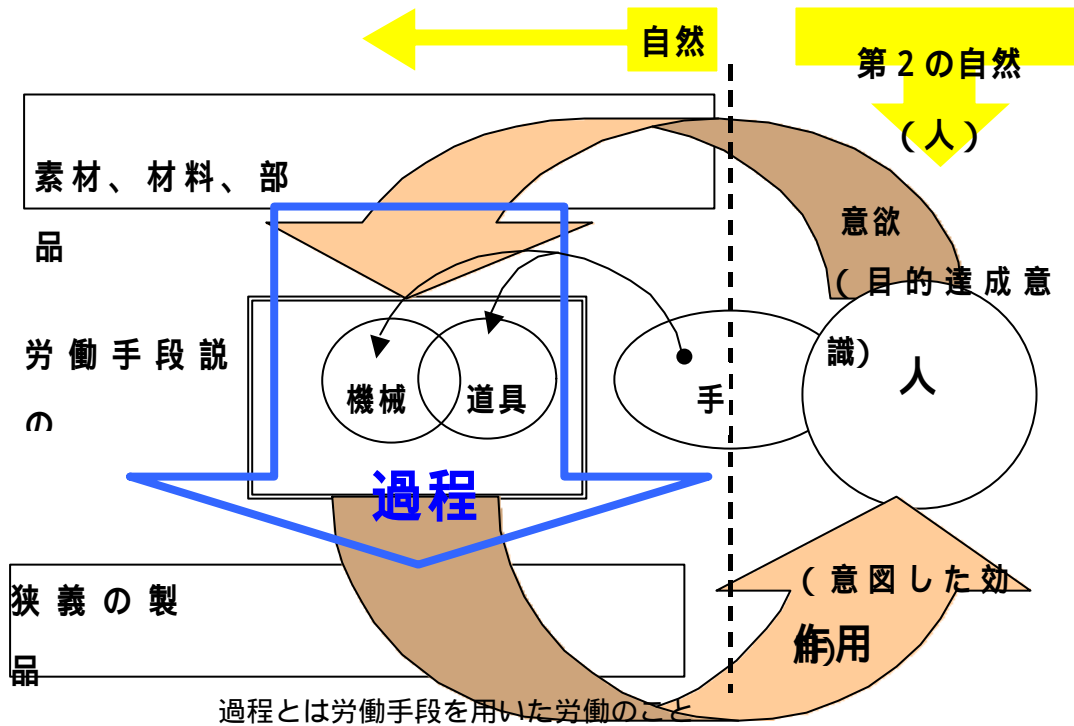 自然
第2の自然
(人)
素材、材料、部
品
意欲
(目的達成意
識)
労働手段説
の
機械
道具
手
人
過程
狭義の製
品
(意図した効
作用
過程とは労働手段を用いた労働のこと